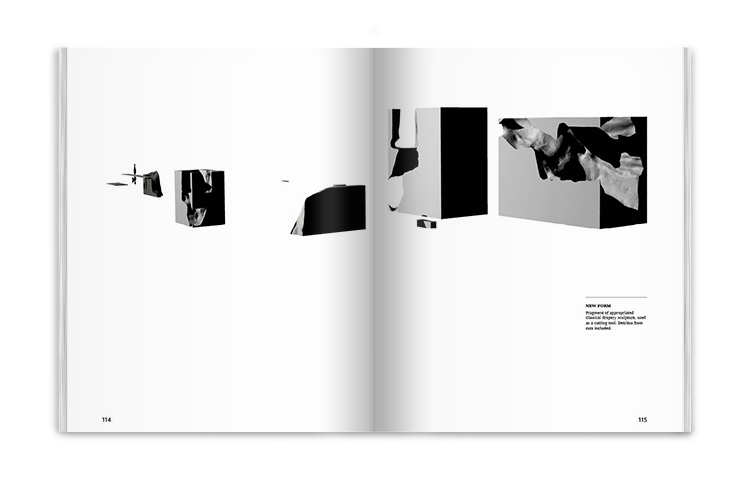 NEW FORM
Fragment of appropriated
classical drapery sculpture, used
as a cutting tool. Detritus from
cuts included.
114
115